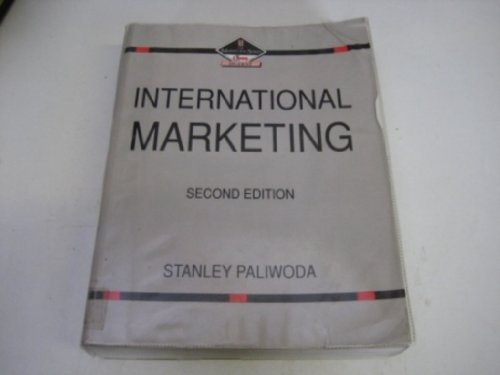 INTERNATIONAL
MARKETING
SECOND EDITION
STANLEY PALIWODA